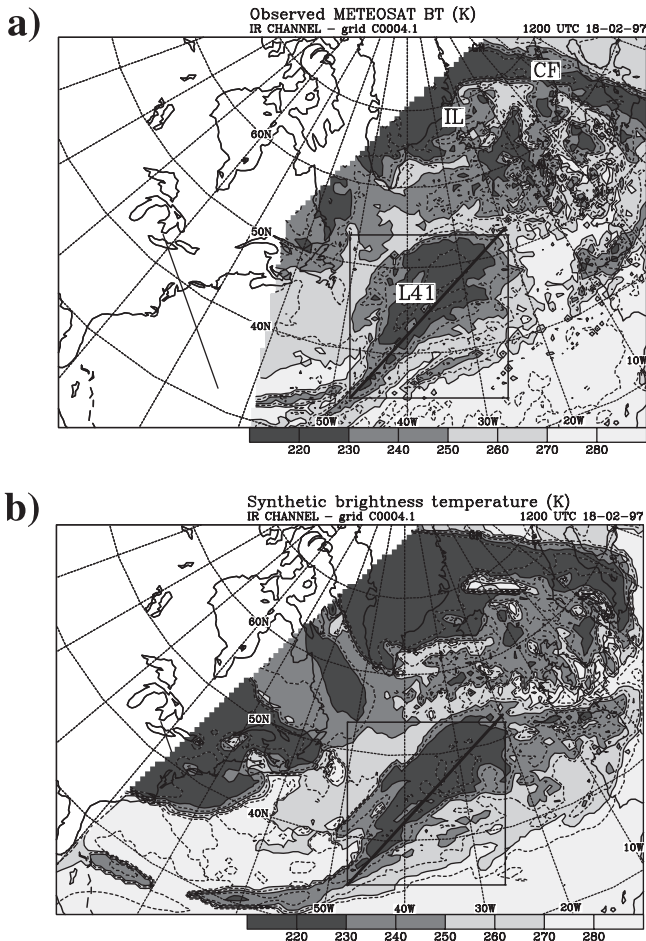 a)
Observed METEOSAT BT (K)
IR CHANNEL - grid C0004.1 1200 UTC 18-02-97
CF
IL
60N
50N
L41
40N
10W
50W 40W 30W 20W
220 230 240 250 260 270 280
b)
Synthetic brightness temperature (K)
IR CHANNEL - grid C0004.1 1200 UTC 18-02-97
60N
50N
40N
10W
50W 40W 30W 20W
220 230 240 250 260 270 280